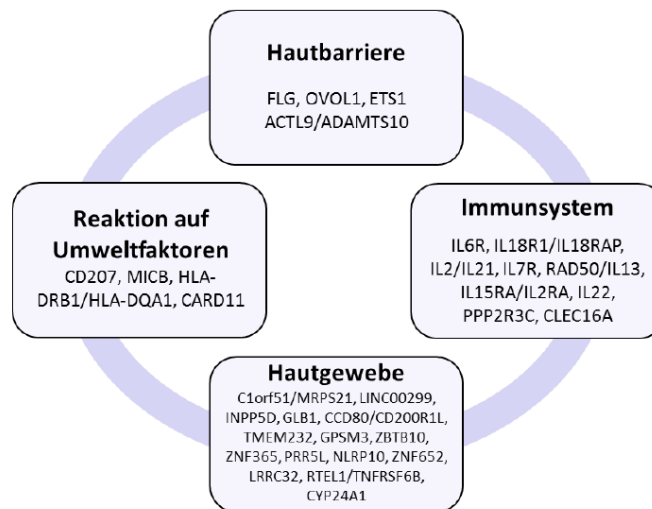 Hautbarriere
FLG, OVOL1, ETS1
ACTL9/ADAMTS10
Reaktion auf
Umweltfaktoren
CD207, MICB, HLA-
DRB1/HLA-DQA1, CARD11
Immunsystem
IL6R, IL18R1/IL18RAP,
IL2/IL21, IL7R, RAD50/IL13,
IL15RA/IL2RA, IL22,
PPP2R3C, CLEC16A
Hautgewebe
C1orf51/MRPS21, LINC00299,
INPP5D, GLB1, CCD80/CD200R1L,
TMEM232, GPSM3, ZBTB10,
ZNF365, PRR5L, NLRP10, ZNF652,
LRRC32, RTEL1/TNFRSF6B,
CYP24A1